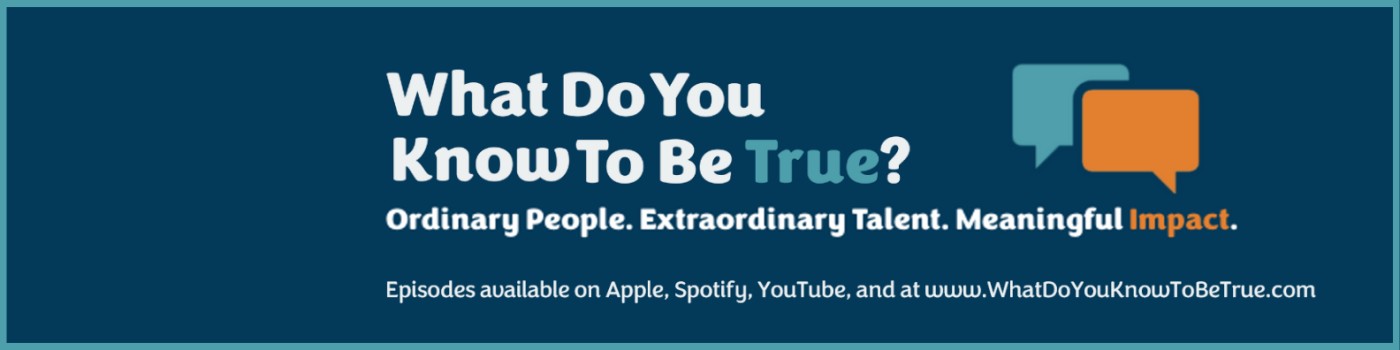 What Do You
Know To Be True?
Ordinary People. Extraordinary Talent. Meaningful Impact.
Episodes available on Apple, Spotify, YouTube, and at www.WhatDoYouKnowToBeTrue.com